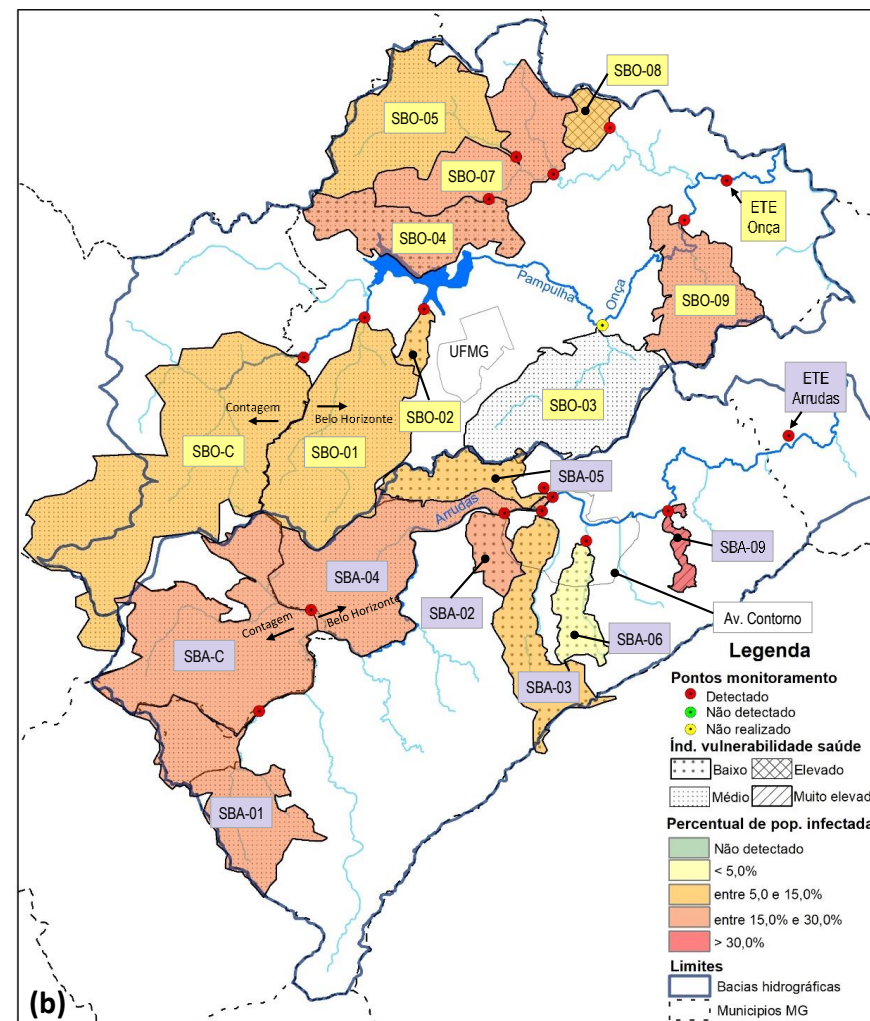 SBO-08
SBO-05
SBO-07
ETE
Onça
SBO-04
Pampulha
Onça
SBO-09
UFMG
ETE
Arrudas
SBO-03
SBO-02
Contagem
Belo Horizonte
SBO-C
SBO-01
SBA-05
Arrudas
SBA-09
SBA-04
SBA-02
Av. Contorno
Contagem
Belo Horizonte
SBA-C
SBA-06
SBA-03
SBA-01
Legenda
Pontos monitoramento
Detectado
Não detectado
Não realizado
Índ. vulnerabilidade saúde
Baixo
Elevado
Médio
Muito elevad
Percentual de pop. infectada
Não detectado
< 5,0%
entre 5,0 e 15,0%
entre 15,0% e 30,0%
> 30,0%
Limites
Bacias hidrográficas
Municipios MG
(b)